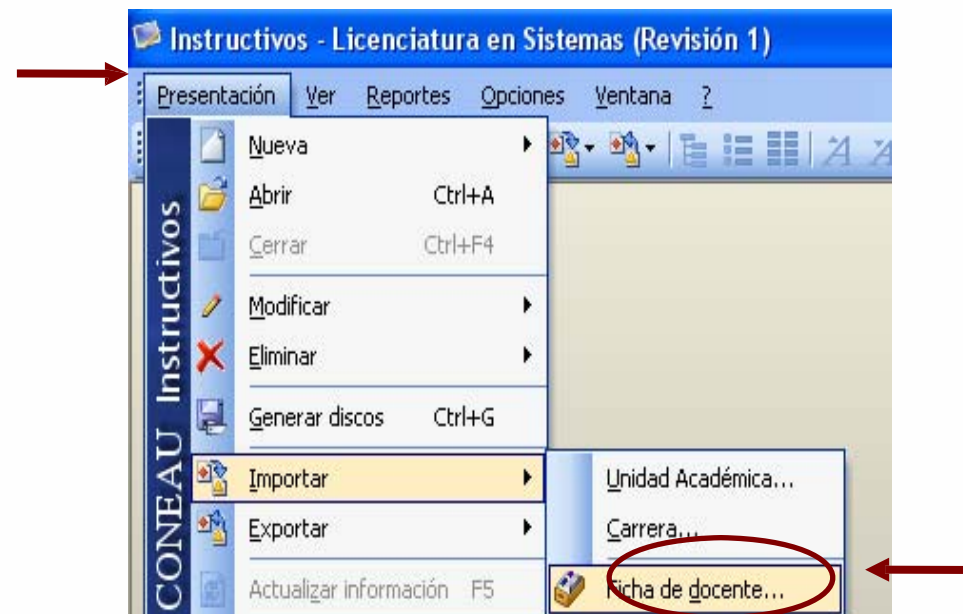 Instructivos - Licenciatura en Sistemas (Revisión 1)
Presentación Ver Reportes Opciones Ventana ?
CONEAU Instructivos
Nueva
Abrir Ctrl+A
Cerrar Ctrl+F4
Modificar
Eliminar
Generar discos Ctrl+G
Importar
Exportar
Actualizar información F5
Unidad Académica...
Carrera...
Ficha de docente...